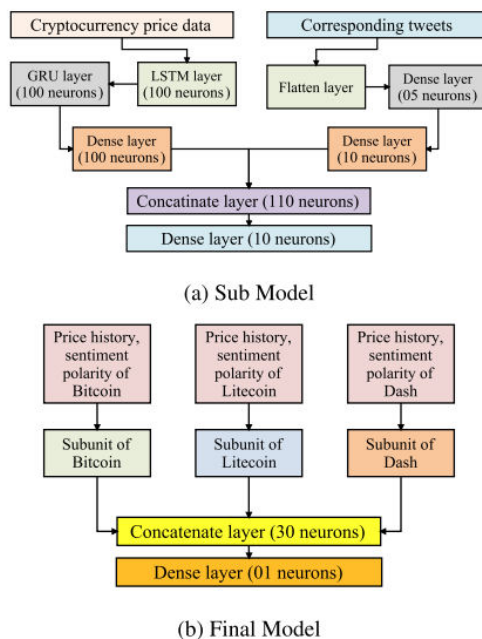 Cryptocurrency price data
Corresponding tweets
GRU layer
(100 neurons)
LSTM layer
(100 neurons)
Flatten layer
Dense layer
(05 neurons)
Dense layer
(100 neurons)
Dense layer
(10 neurons)
Concatinate layer (110 neurons)
Dense layer (10 neurons)
(a) Sub Model
Price history,
sentiment
polarity of
Bitcoin
Price history,
sentiment
polarity of
Litecoin
Price history,
sentiment
polarity of
Dash
Subunit of
Bitcoin
Subunit of
Litecoin
Subunit of
Dash
Concatenate layer (30 neurons)
Dense layer (01 neurons)
(b) Final Model